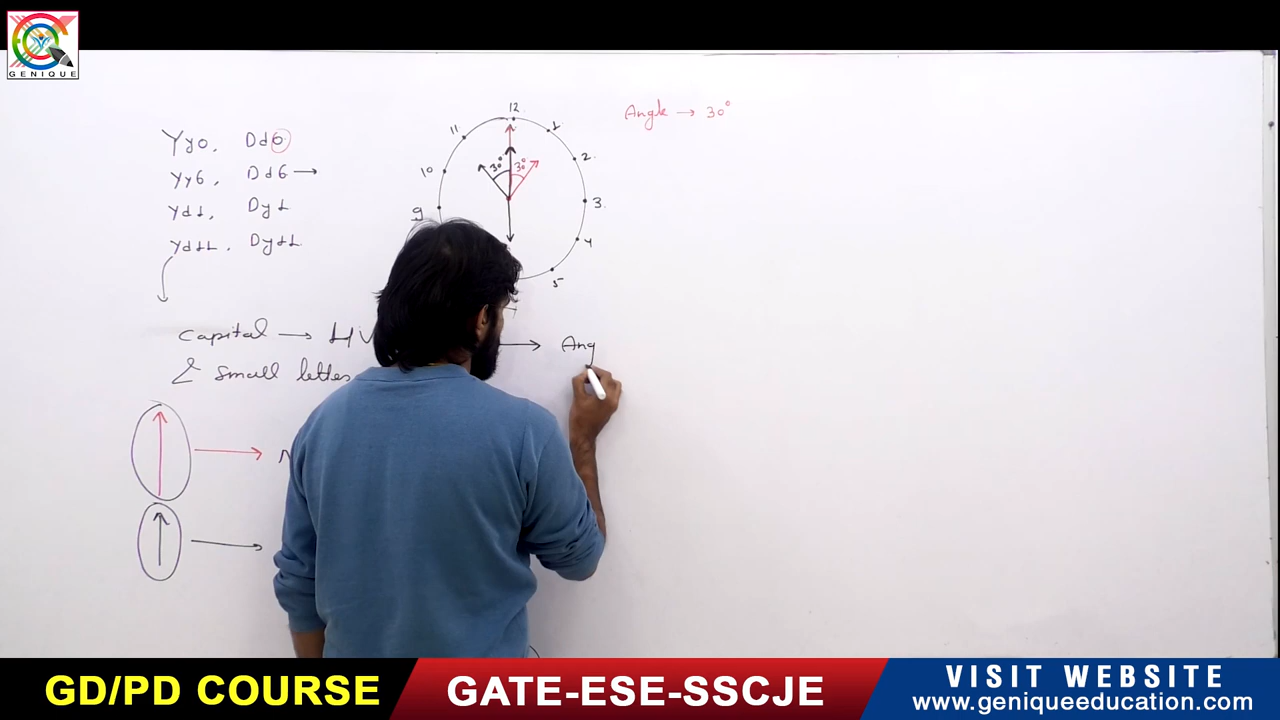 GENIQUE
Yy0, Dd0
Yy6, Dd6 →
Yd1, Dy1
Yd11, Dy11
12
1
2
3
4
5
9
10
11
30°
30°
Angle → 30°
Capital →
& small letter
→ Ang
GD/PD COURSE
GATE-ESE-SSCJE
VISIT WEBSITE
www.geniqueeducation.com